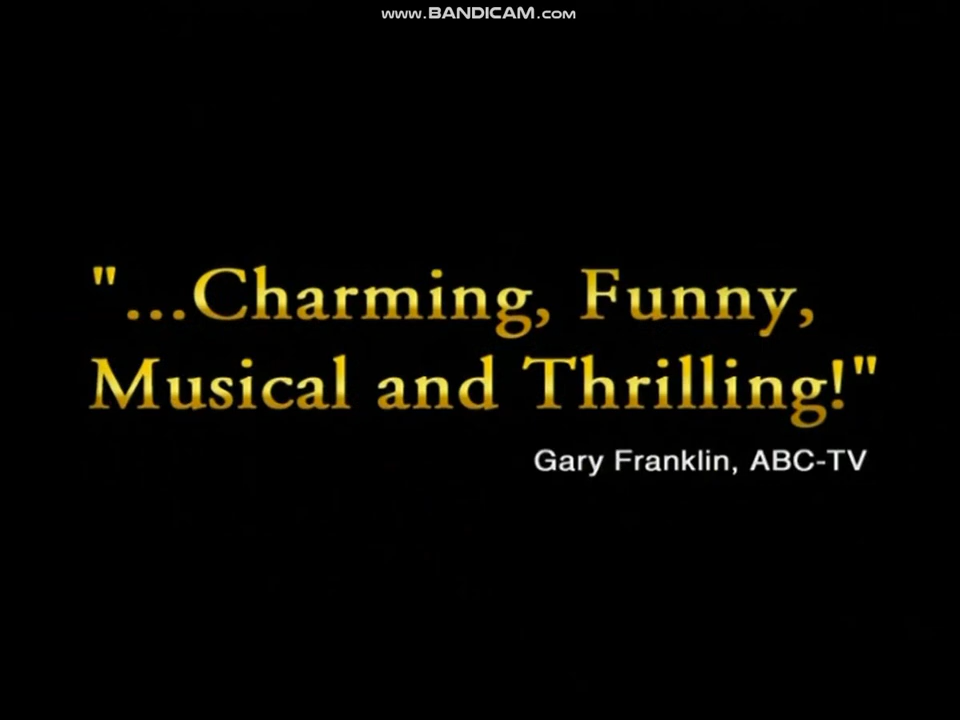 www.BANDICAM.com
"...Charming, Funny,
Musical and Thrilling!"
Gary Franklin, ABC-TV